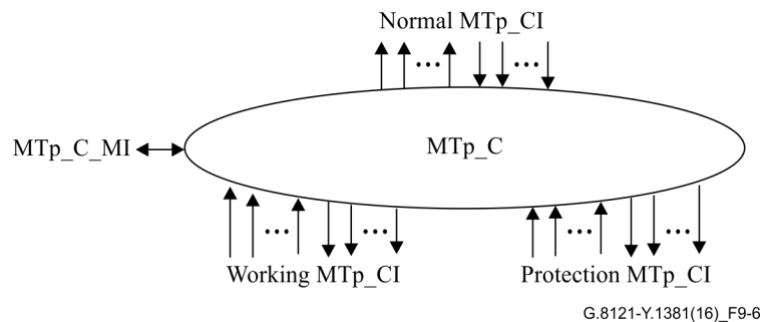 Normal MTp_CI
MTp_C_MI
MTp_C
Working MTp_CI
Protection MTp_CI
G.8121-Y.1381(16)_F9-6